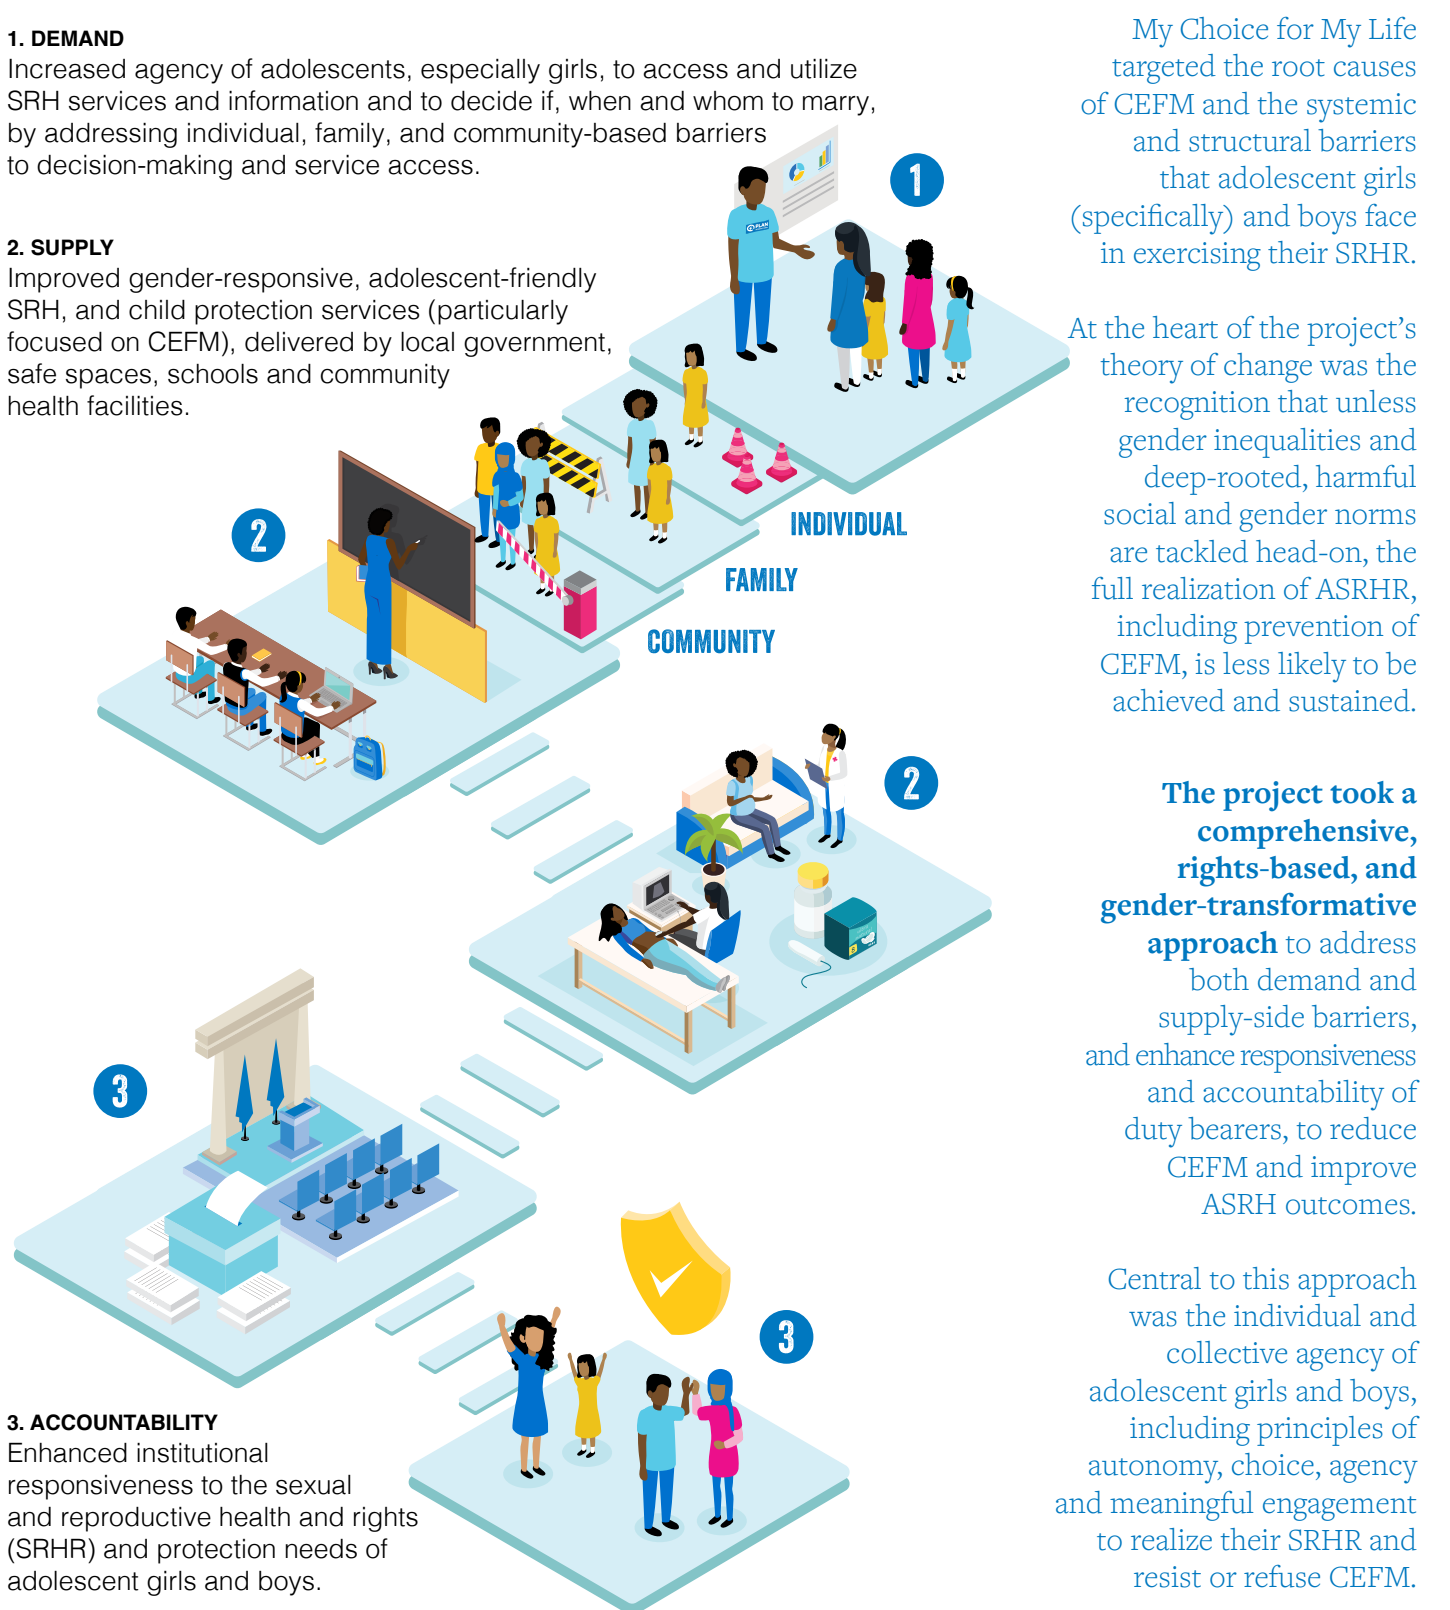 1. DEMAND
Increased agency of adolescents, especially girls, to access and utilize
SRH services and information and to decide if, when and whom to marry,
by addressing individual, family, and community-based barriers
to decision-making and service access.
2. SUPPLY
Improved gender-responsive, adolescent-friendly
SRH, and child protection services (particularly
focused on CEFM), delivered by local government,
safe spaces, schools and community
health facilities.
1
PLAN
INDIVIDUAL
FAMILY
COMMUNITY
2
2
3
3
3. ACCOUNTABILITY
Enhanced institutional
responsiveness to the sexual
and reproductive health and rights
(SRHR) and protection needs of
adolescent girls and boys.
My Choice for My Life
targeted the root causes
of CEFM and the systemic
and structural barriers
that adolescent girls
(specifically) and boys face
in exercising their SRHR.
At the heart of the project’s
theory of change was the
recognition that unless
gender inequalities and
deep-rooted, harmful
social and gender norms
are tackled head-on, the
full realization of ASRHR,
including prevention of
CEFM, is less likely to be
achieved and sustained.
The project took a
comprehensive,
rights-based, and
gender-transformative
approach to address
both demand and
supply-side barriers,
and enhance responsiveness
and accountability of
duty bearers, to reduce
CEFM and improve
ASRH outcomes.
Central to this approach
was the individual and
collective agency of
adolescent girls and boys,
including principles of
autonomy, choice, agency
and meaningful engagement
to realize their SRHR and
resist or refuse CEFM.